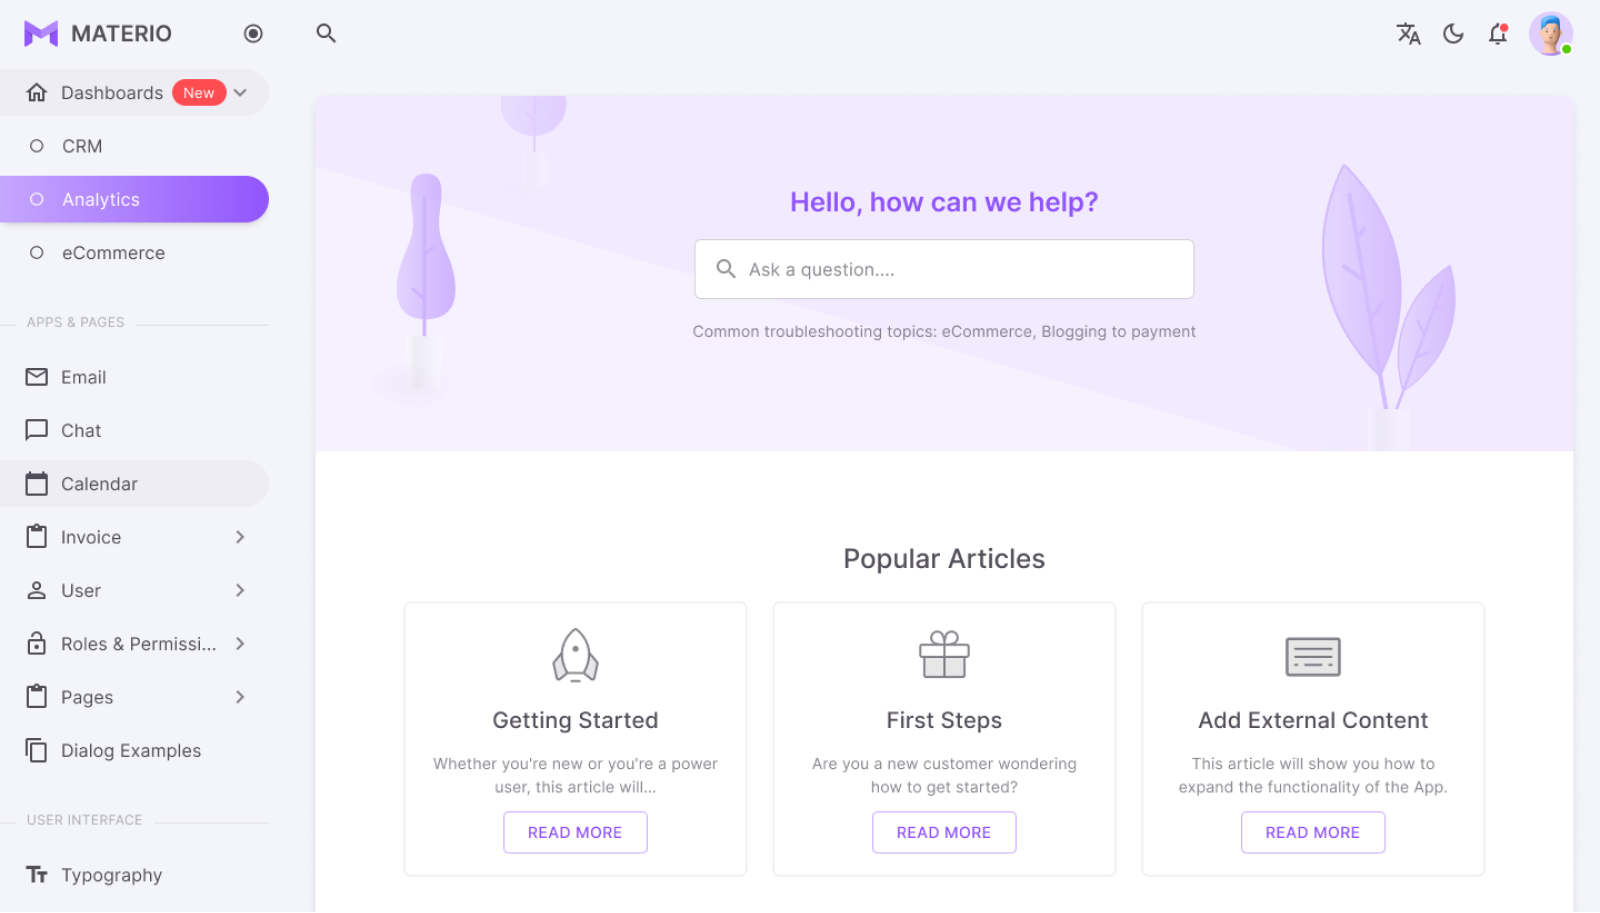 MATERIO
Dashboards New
CRM
Analytics
eCommerce
APPS & PAGES
Email
Chat
Calendar
Invoice
User
Roles & Permissi...
Pages
Dialog Examples
USER INTERFACE
Typography
Hello, how can we help?
Ask a question....
Common troubleshooting topics: eCommerce, Blogging to payment
Popular Articles
Getting Started
Whether you're new or you're a power
user, this article will...
READ MORE
First Steps
Are you a new customer wondering
how to get started?
READ MORE
Add External Content
This article will show you how to
expand the functionality of the App.
READ MORE